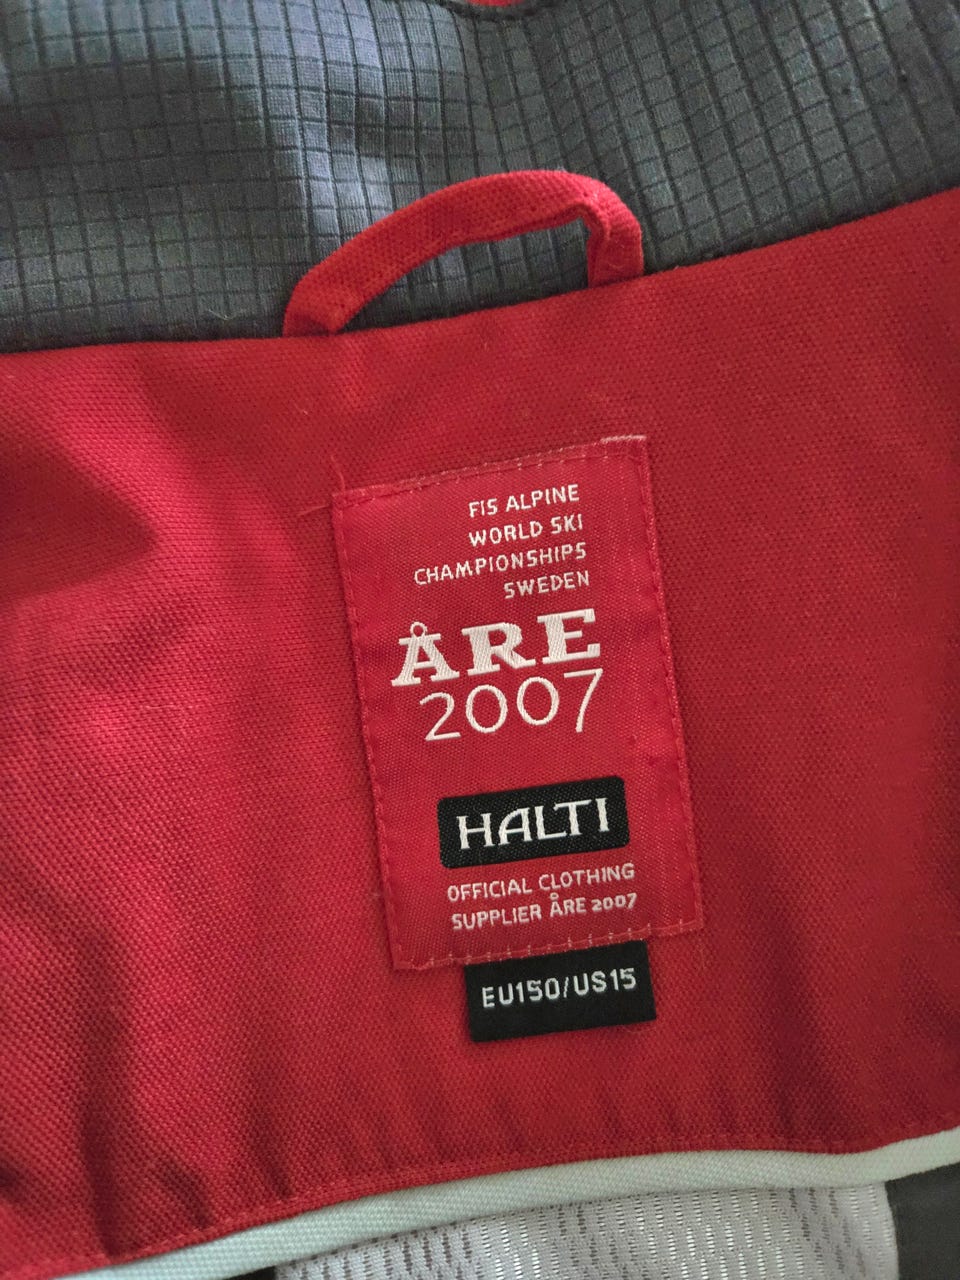 FIS ALPINE
WORLD SKI
CHAMPIONSHIPS
SWEDEN
ÅRE
2007
HALTI
OFFICIAL CLOTHING
SUPPLIER ÅRE 2007
EU150/US15